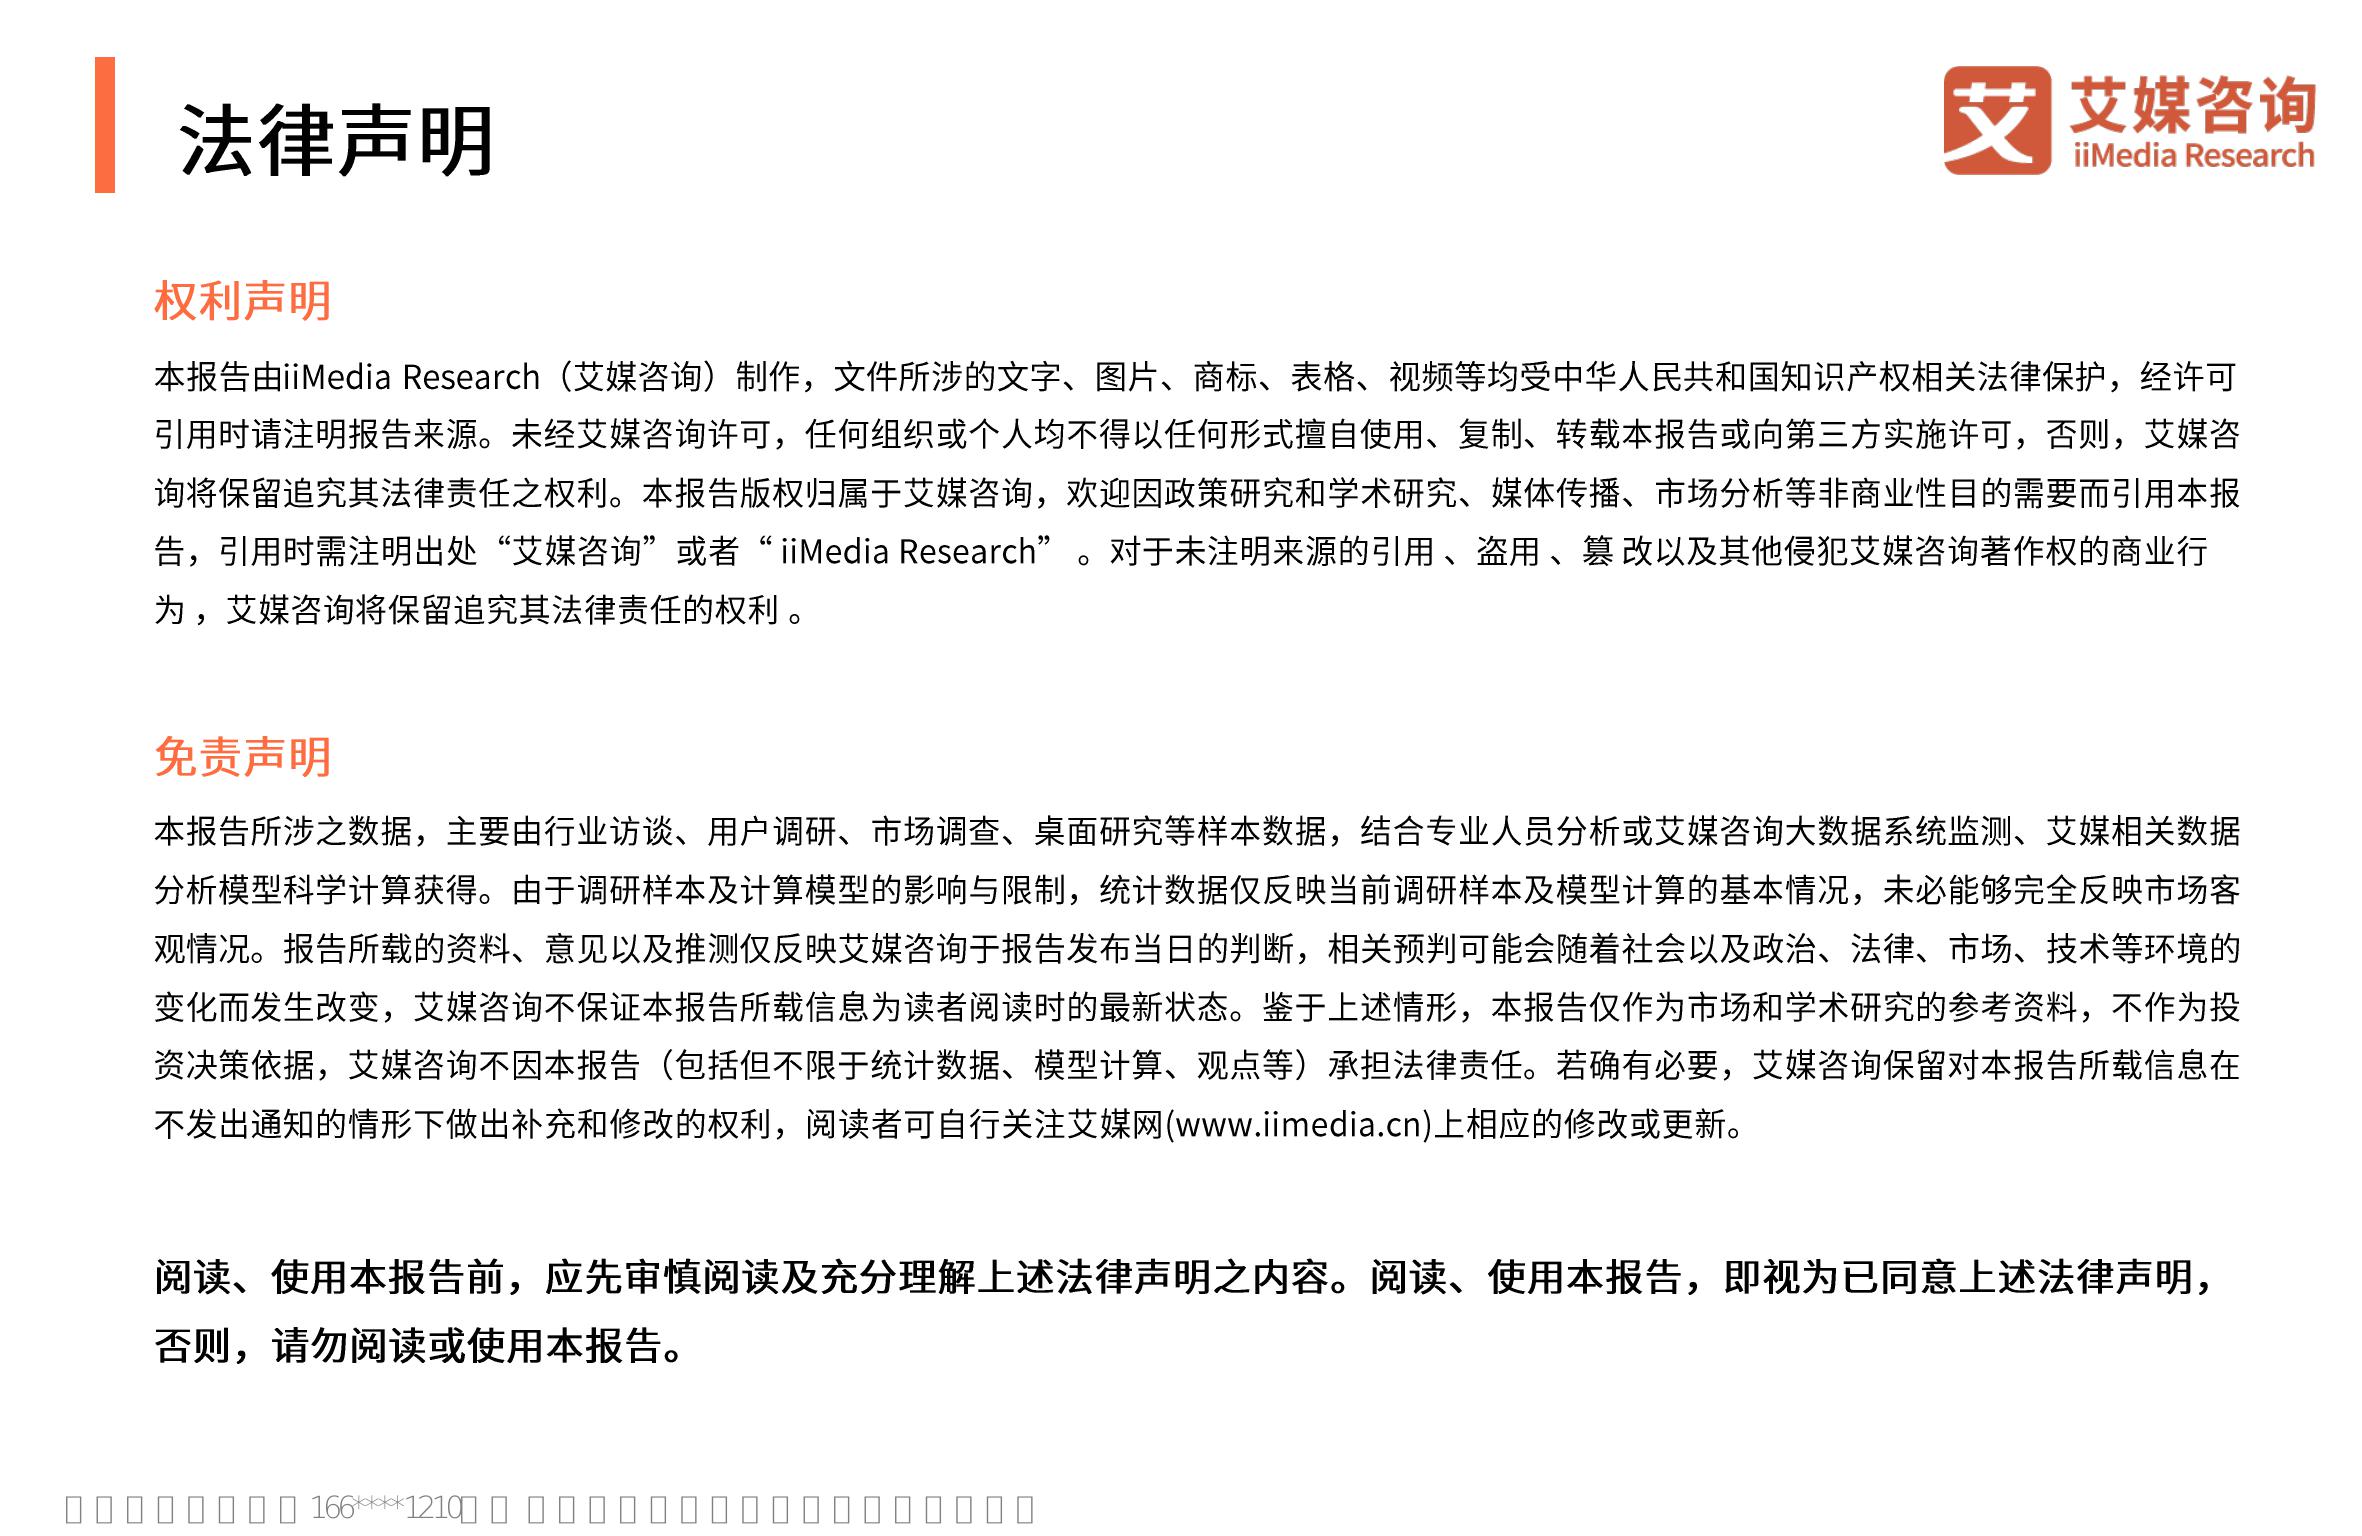 法律声明
艾 艾媒咨询
iiMedia Research
权利声明
本报告由iiMedia Research（艾媒咨询）制作，文件所涉的文字、图片、商标、表格、视频等均受中华人民共和国知识产权相关法律保护，经许可
引用时请注明报告来源。未经艾媒咨询许可，任何组织或个人均不得以任何形式擅自使用、复制、转载本报告或向第三方实施许可，否则，艾媒咨
询将保留追究其法律责任之权利。本报告版权归属于艾媒咨询，欢迎因政策研究和学术研究、媒体传播、市场分析等非商业性目的需要而引用本报
告，引用时需注明出处“艾媒咨询”或者“ iiMedia Research” 。对于未注明来源的引用 、盗用 、篡 改以及其他侵犯艾媒咨询著作权的商业行
为 ，艾媒咨询将保留追究其法律责任的权利 。
免责声明
本报告所涉之数据，主要由行业访谈、用户调研、市场调查、桌面研究等样本数据，结合专业人员分析或艾媒咨询大数据系统监测、艾媒相关数据
分析模型科学计算获得。由于调研样本及计算模型的影响与限制，统计数据仅反映当前调研样本及模型计算的基本情况，未必能够完全反映市场客
观情况。报告所载的资料、意见以及推测仅反映艾媒咨询于报告发布当日的判断，相关预判可能会随着社会以及政治、法律、市场、技术等环境的
变化而发生改变，艾媒咨询不保证本报告所载信息为读者阅读时的最新状态。鉴于上述情形，本报告仅作为市场和学术研究的参考资料，不作为投
资决策依据，艾媒咨询不因本报告（包括但不限于统计数据、模型计算、观点等）承担法律责任。若确有必要，艾媒咨询保留对本报告所载信息在
不发出通知的情形下做出补充和修改的权利，阅读者可自行关注艾媒网(www.iimedia.cn)上相应的修改或更新。
阅读、使用本报告前，应先审慎阅读及充分理解上述法律声明之内容。阅读、使用本报告，即视为已同意上述法律声明，
否则，请勿阅读或使用本报告。
166****1210